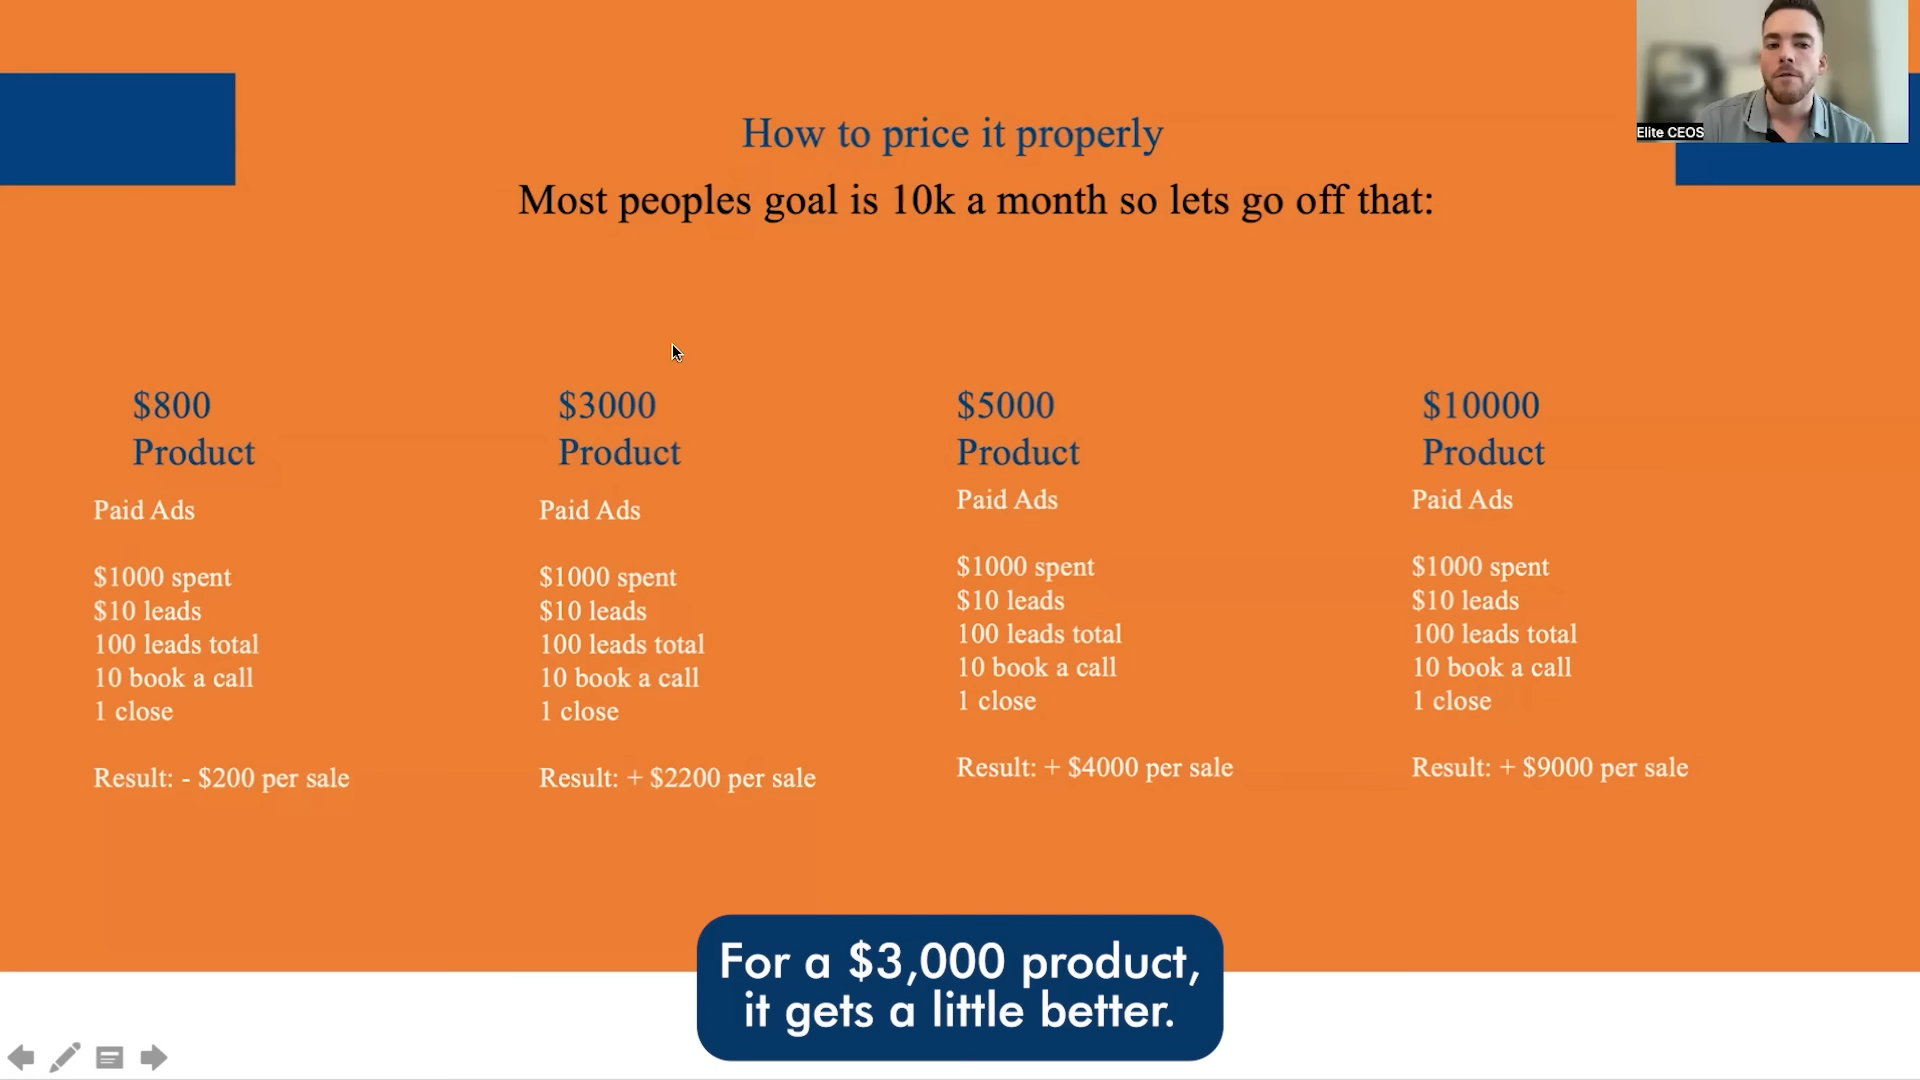 Elite CEOS
How to price it properly
Most peoples goal is 10k a month so lets go off that:
$800
Product
Paid Ads
$1000 spent
$10 leads
100 leads total
10 book a call
1 close
Result: - $200 per sale
$3000
Product
Paid Ads
$1000 spent
$10 leads
100 leads total
10 book a call
1 close
Result: + $2200 per sale
$5000
Product
Paid Ads
$1000 spent
$10 leads
100 leads total
10 book a call
1 close
Result: + $4000 per sale
$10000
Product
Paid Ads
$1000 spent
$10 leads
100 leads total
10 book a call
1 close
Result: + $9000 per sale
For a $3,000 product,
it gets a little better.